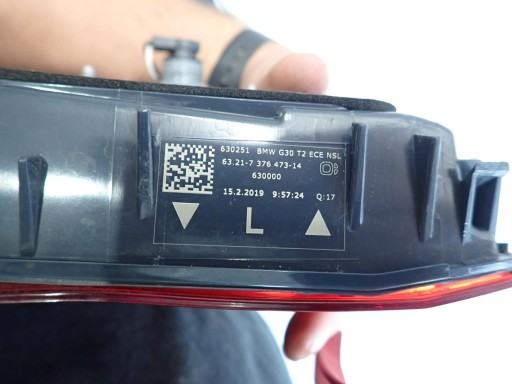 630251 BMW G30 T2 ECE NSL
63.21-7 376 473-14
630000
15.2.2019 9:57:24 Q:17
L